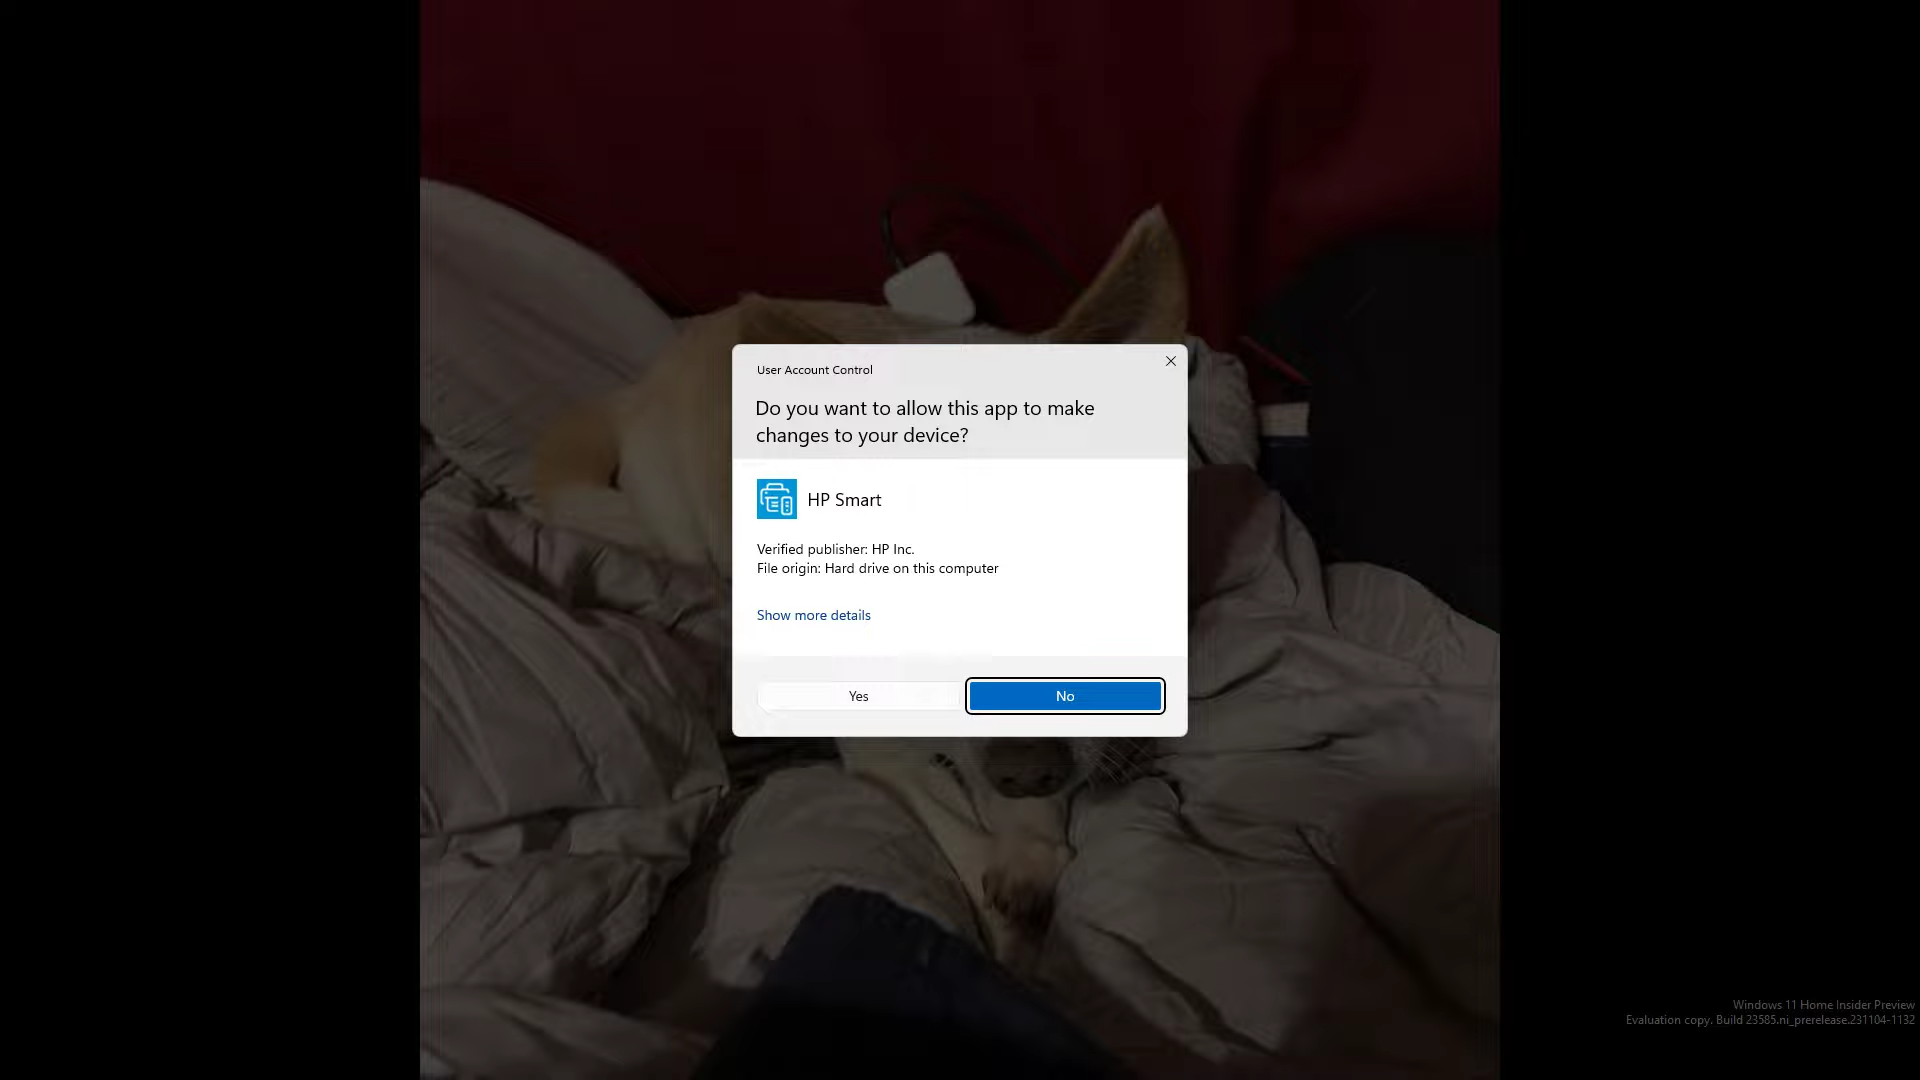 User Account Control
Do you want to allow this app to make
changes to your device?
HP Smart
Verified publisher: HP Inc.
File origin: Hard drive on this computer
Show more details
Yes
No
Windows 11 Home Insider Preview
Evaluation copy. Build 23585.ni_prerelease.231104-1132